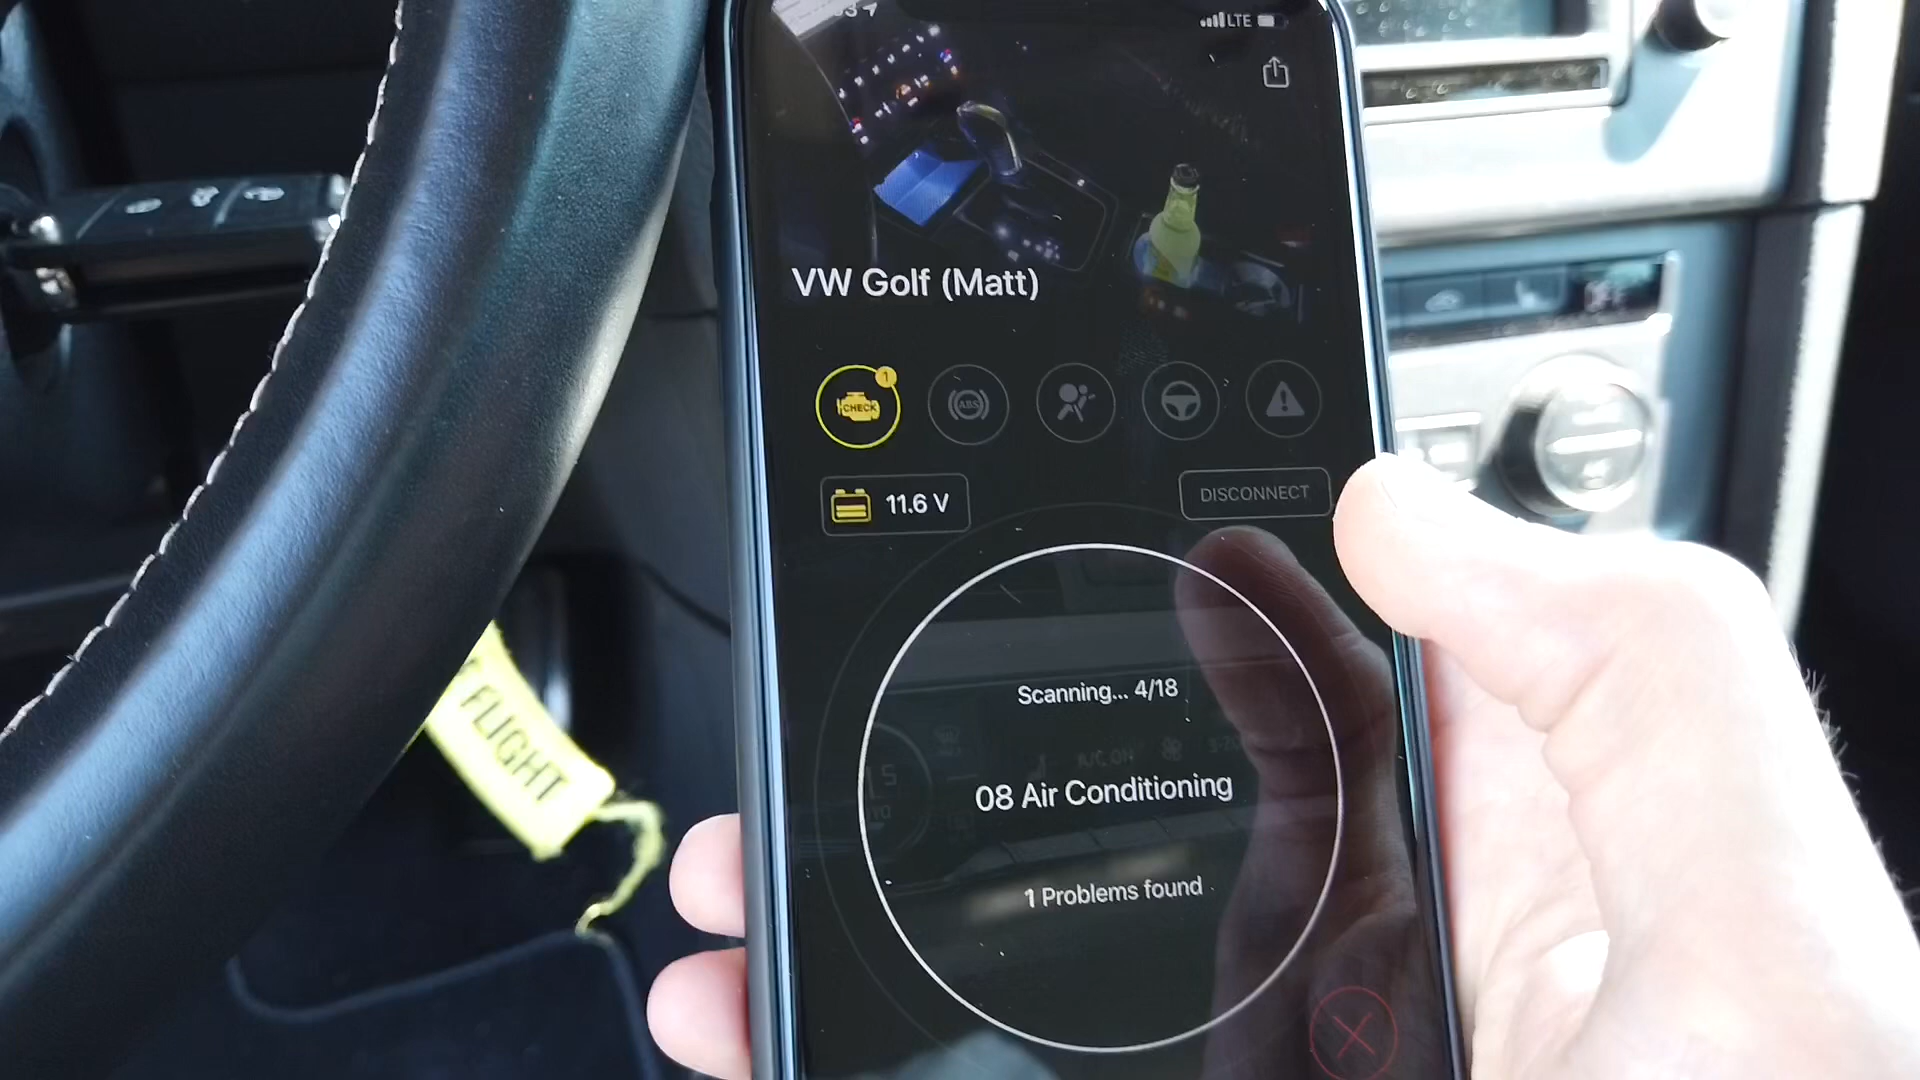 LTE
VW Golf (Matt)
1
CHECK
ABS
11.6 V
DISCONNECT
Scanning... 4/18
08 Air Conditioning
1 Problems found
FLIGHT